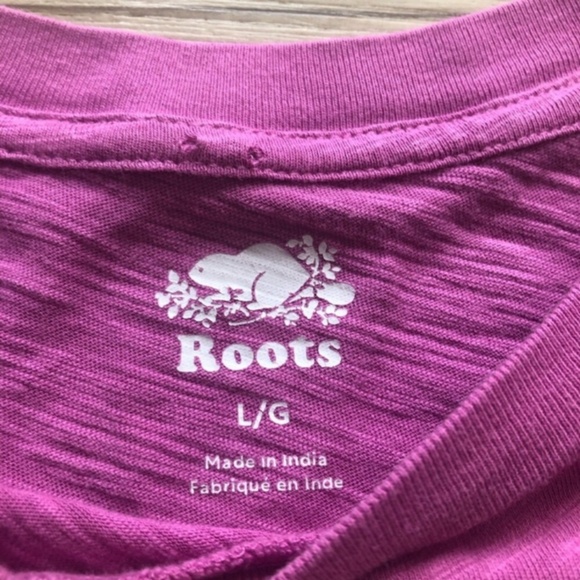 Roots
L/G
Made in India
Fabriqué en Inde